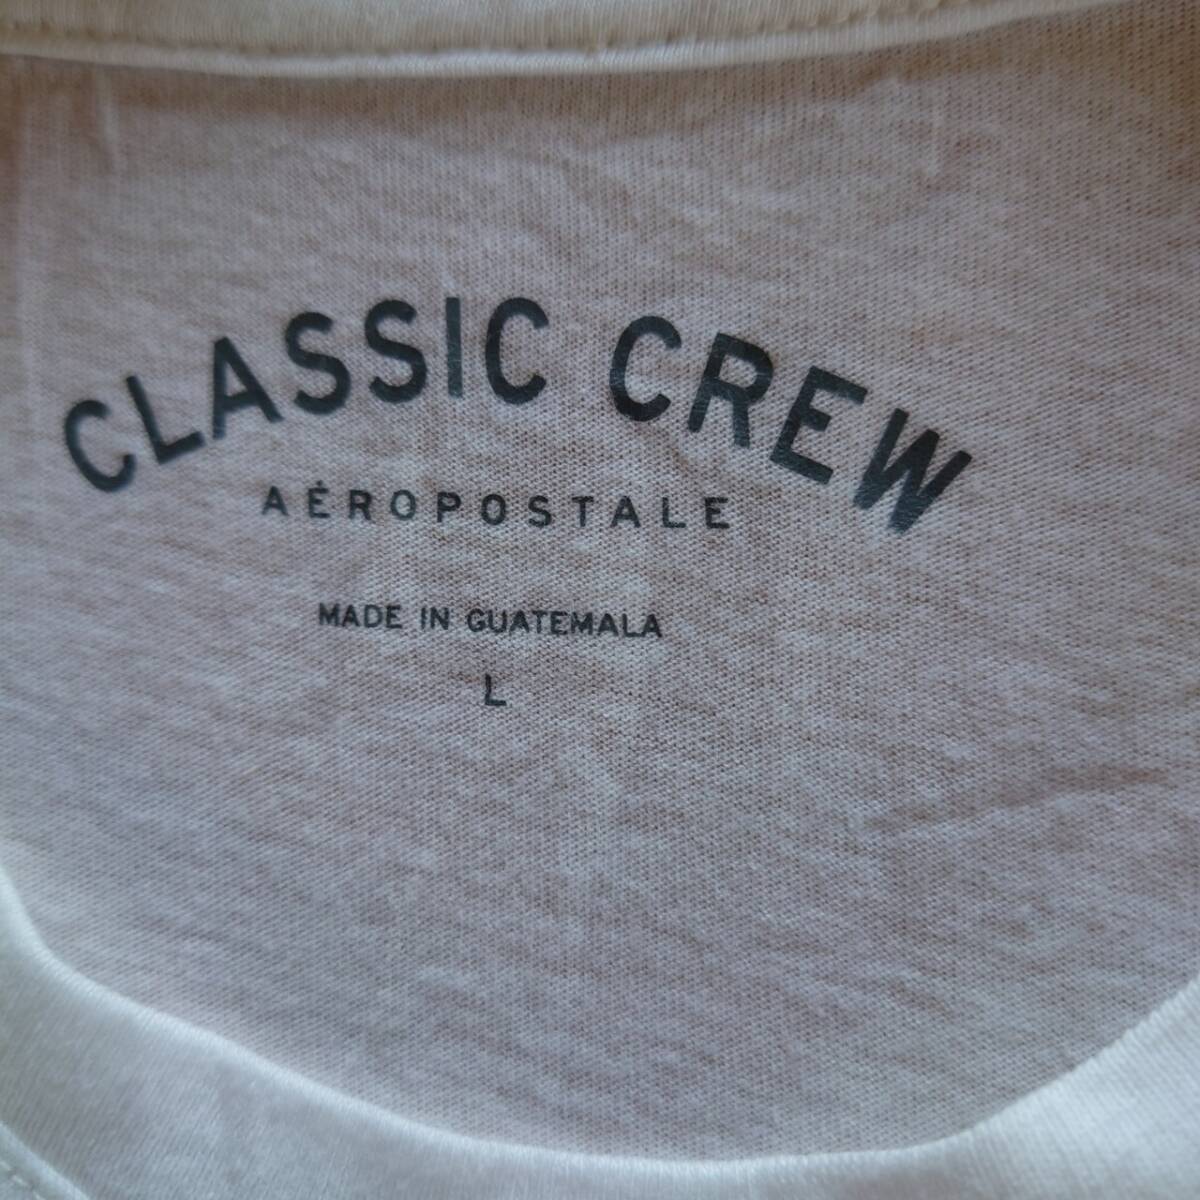 CLASSIC CREW
AÉROPOSTALE
MADE IN GUATEMALA
L